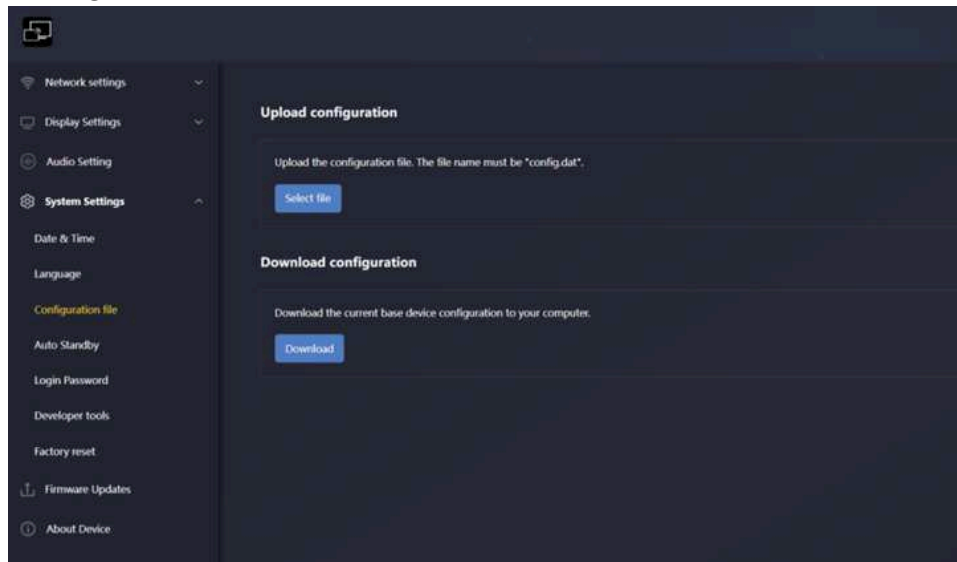 Network settings
Display Settings
Audio Setting
System Settings
Date & Time
Language
Configuration file
Auto Standby
Login Password
Developer tools
Factory reset
Firmware Updates
About Device
Upload configuration
Upload the configuration file. The file name must be "config.dat".
Select file
Download configuration
Download the current base device configuration to your computer.
Download